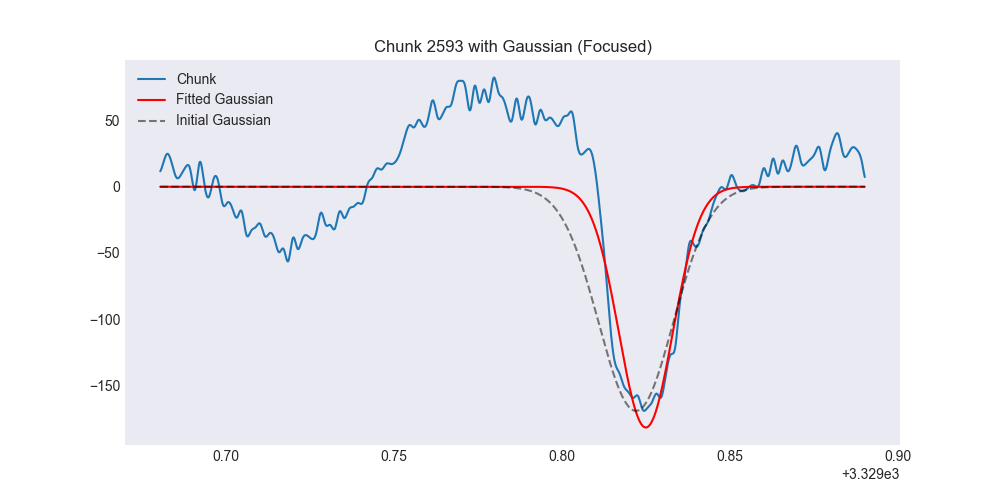 Chunk 2593 with Gaussian (Focused)
Chunk
Fitted Gaussian
Initial Gaussian
50
0
−50
−100
−150
0.70 0.75 0.80 0.85 0.90
+3.329e3